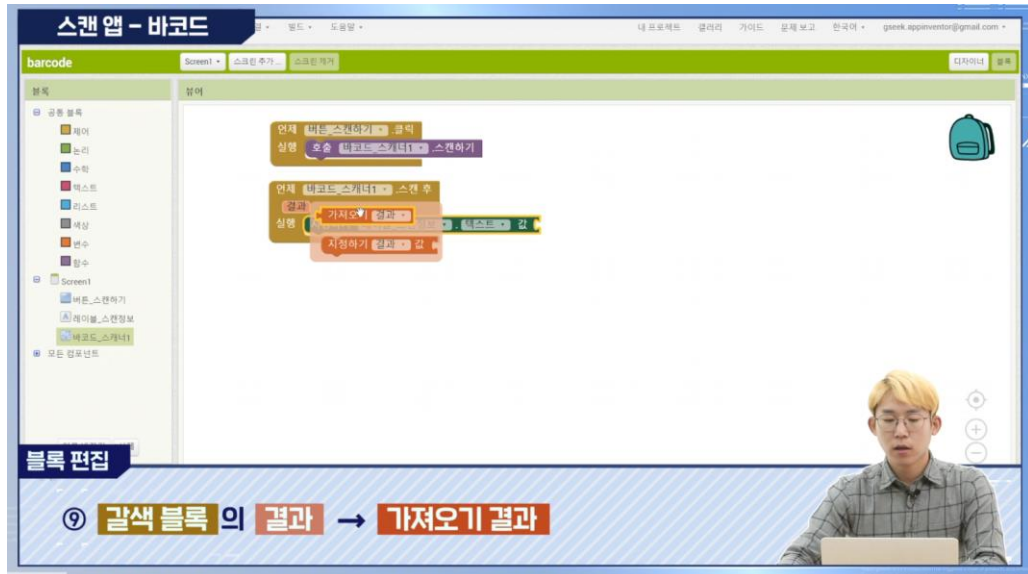 스캔 앱 – 바코드
빌드 도움말
내 프로젝트 갤러리 가이드 문제 보고 한국어 gseek.appinventor@gmail.com
barcode
Screen1 스크린 추가... 스크린 제거
디자이너 블록
블록
뷰어
공통 블록
제어
논리
수학
텍스트
리스트
색상
변수
함수
Screen1
버튼_스캔하기
레이블_스캔정보
바코드_스캐너1
모든 컴포넌트
언제 버튼_스캔하기 .클릭
실행 호출 바코드_스캐너1 .스캔하기
언제 바코드_스캐너1 .스캔 후
결과
가져오기 결과
실행 . 텍스트 값
지정하기 결과 값
블록 편집
⑨ 갈색 블록 의 결과 → 가져오기 결과